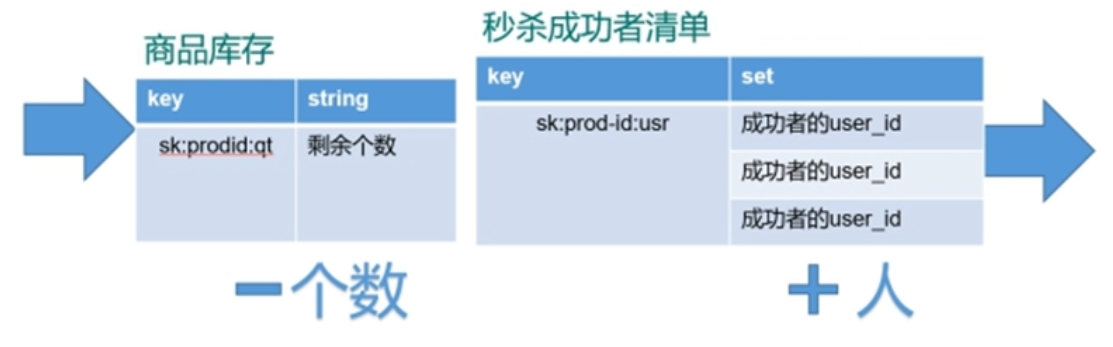 商品库存
key string
sk:prodid:qt 剩余个数
－个数
秒杀成功者清单
key set
sk:prod-id:usr 成功者的user_id
成功者的user_id
成功者的user_id
＋人